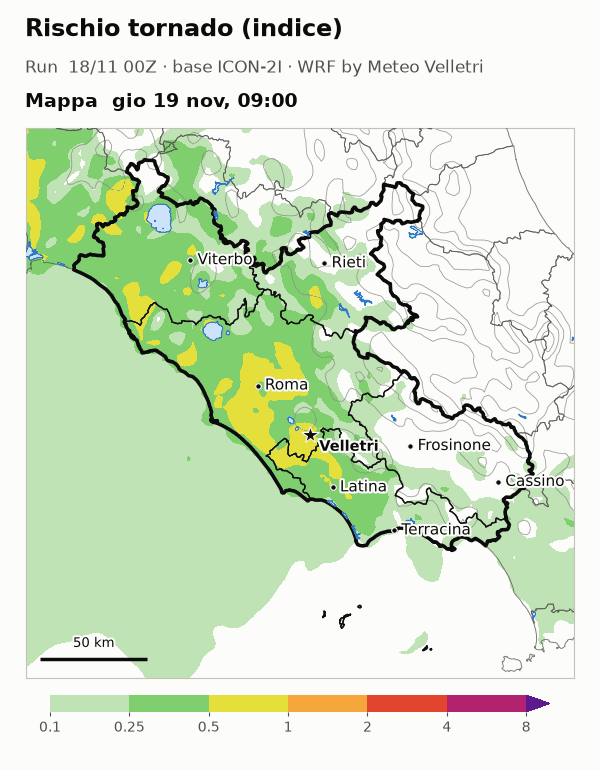 Rischio tornado (indice)
Run  18/11 00Z · base ICON-2I · WRF by Meteo Velletri
Mappa  gio 19 nov, 09:00
Viterbo
Rieti
Roma
Velletri
Frosinone
Cassino
Latina
Terracina
50 km
0.1 0.25 0.5 1 2 4 8